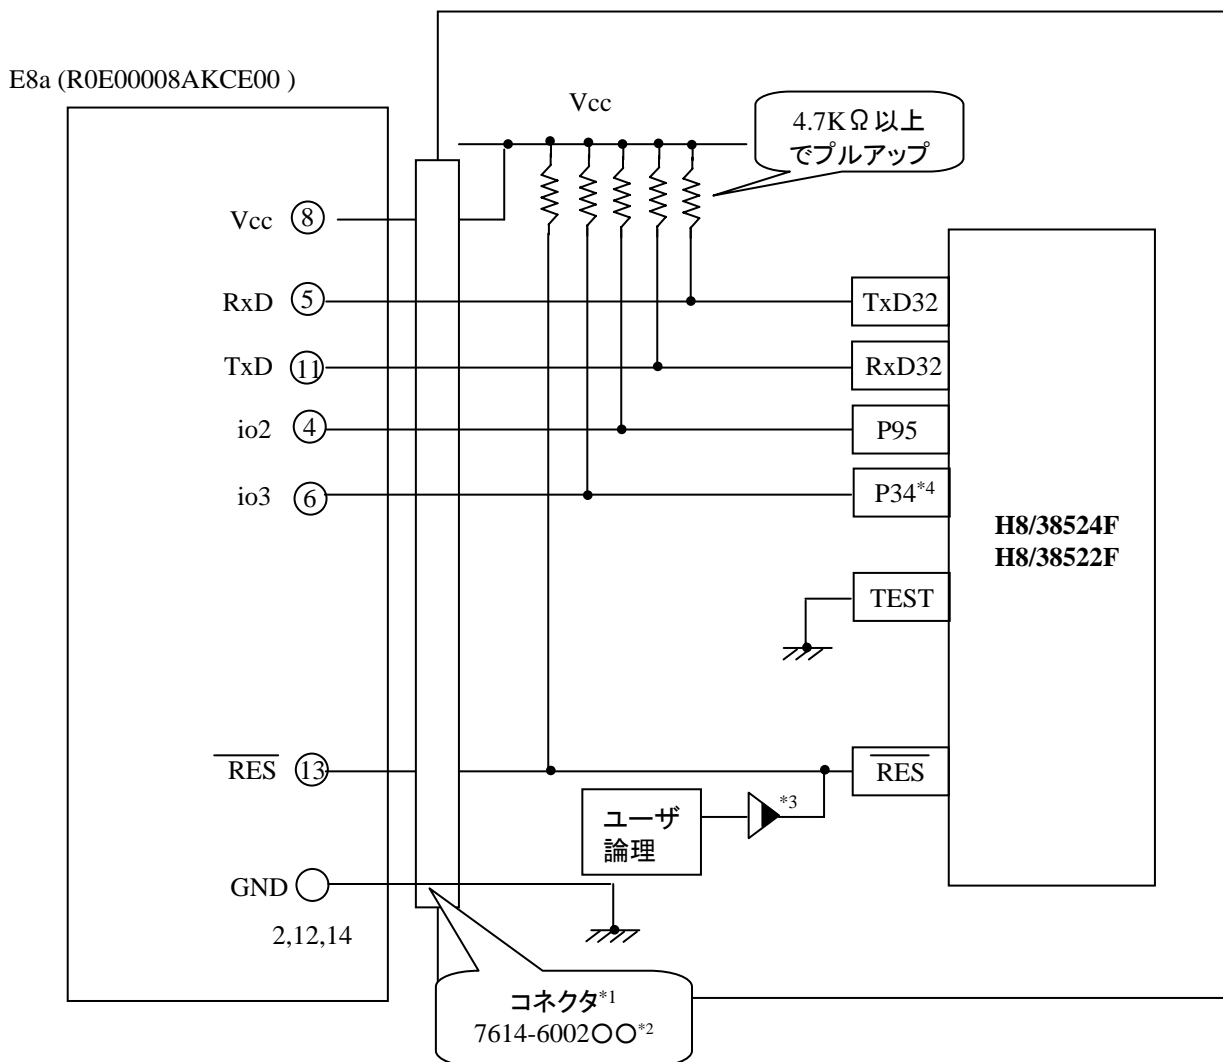 E8a (R0E00008AKCE00 )
Vcc
4.7KΩ以上
でプルアップ
Vcc 8
RxD 5
TxD32
TxD 11
RxD32
io2 4
P95
io3 6
P34*4
H8/38524F
H8/38522F
TEST
RES 13
RES
*3
ユーザ
論理
GND
2,12,14
コネクタ*1
7614-6002〇〇*2